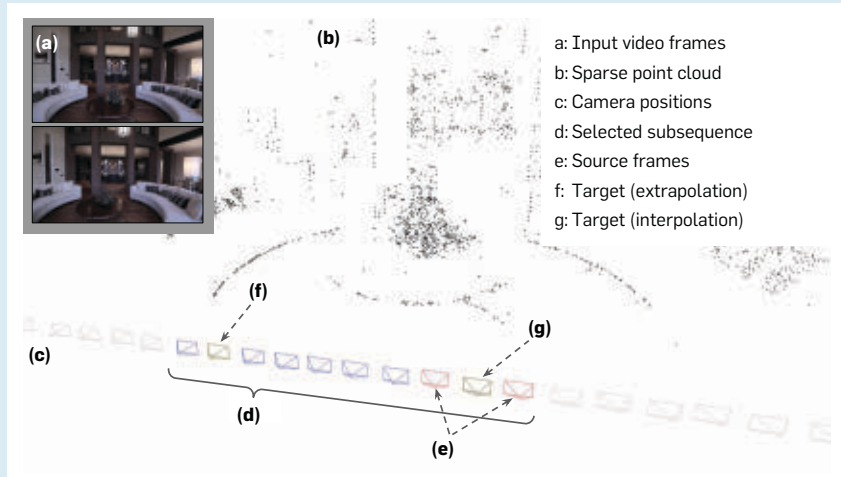 (a)
(b)
a: Input video frames
b: Sparse point cloud
c: Camera positions
d: Selected subsequence
e: Source frames
f: Target (extrapolation)
g: Target (interpolation)
(f)
(g)
(c)
(d)
(e)